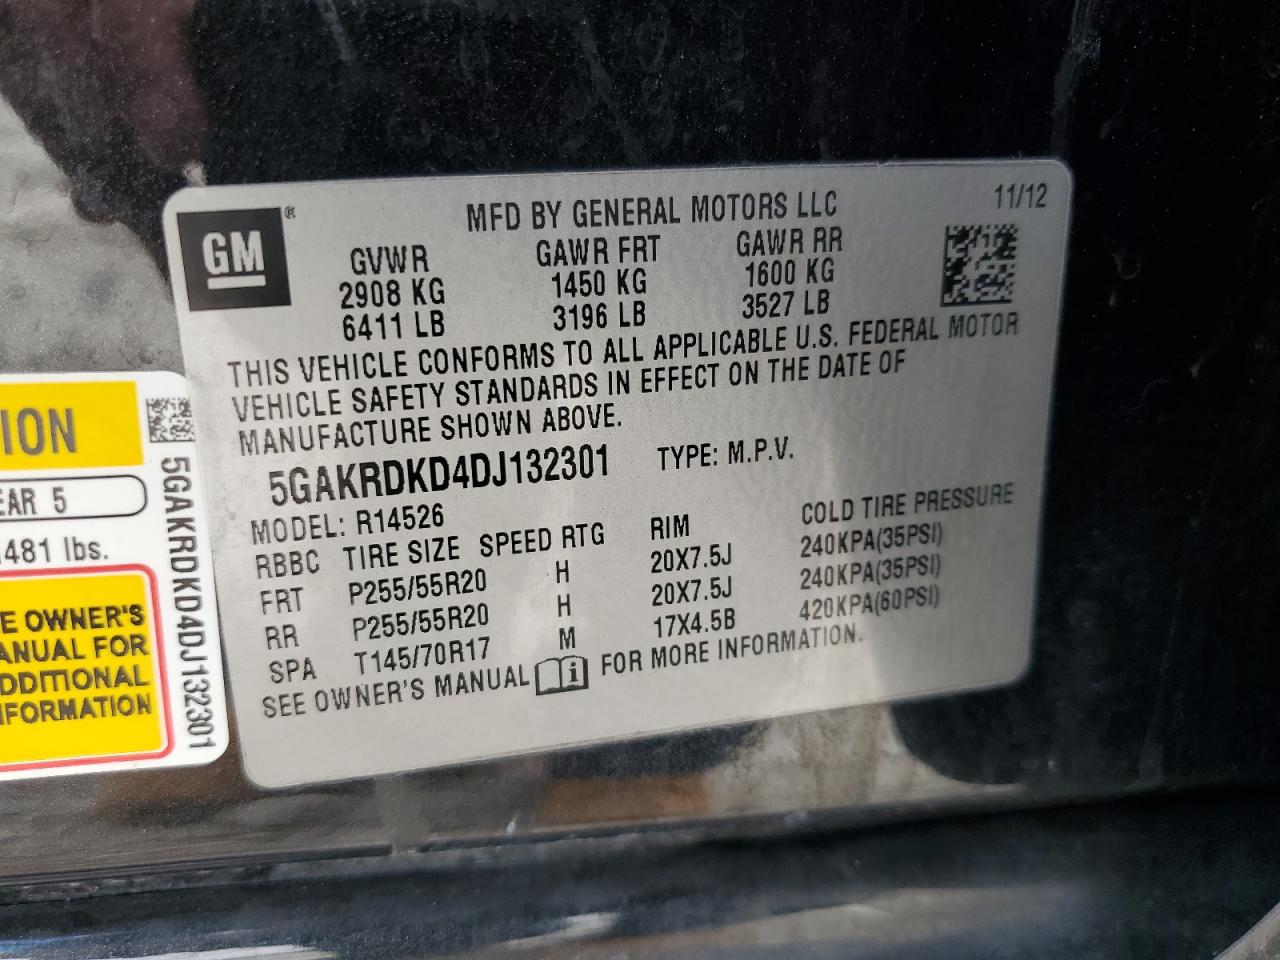 GM ®
MFD BY GENERAL MOTORS LLC 11/12
GVWR GAWR FRT GAWR RR
2908 KG 1450 KG 1600 KG
6411 LB 3196 LB 3527 LB
THIS VEHICLE CONFORMS TO ALL APPLICABLE U.S. FEDERAL MOTOR
VEHICLE SAFETY STANDARDS IN EFFECT ON THE DATE OF
MANUFACTURE SHOWN ABOVE.
5GAKRDKD4DJ132301 TYPE: M.P.V.
MODEL: R14526
RBBC TIRE SIZE SPEED RTG RIM COLD TIRE PRESSURE
FRT P255/55R20 H 20X7.5J 240KPA(35PSI)
RR P255/55R20 H 20X7.5J 240KPA(35PSI)
SPA T145/70R17 M 17X4.5B 420KPA(60PSI)
SEE OWNER'S MANUAL i FOR MORE INFORMATION.
ION
EAR 5
481 lbs.
E OWNER'S
ANUAL FOR
DDITIONAL
FORMATION
5GAKRDKD4DJ132301